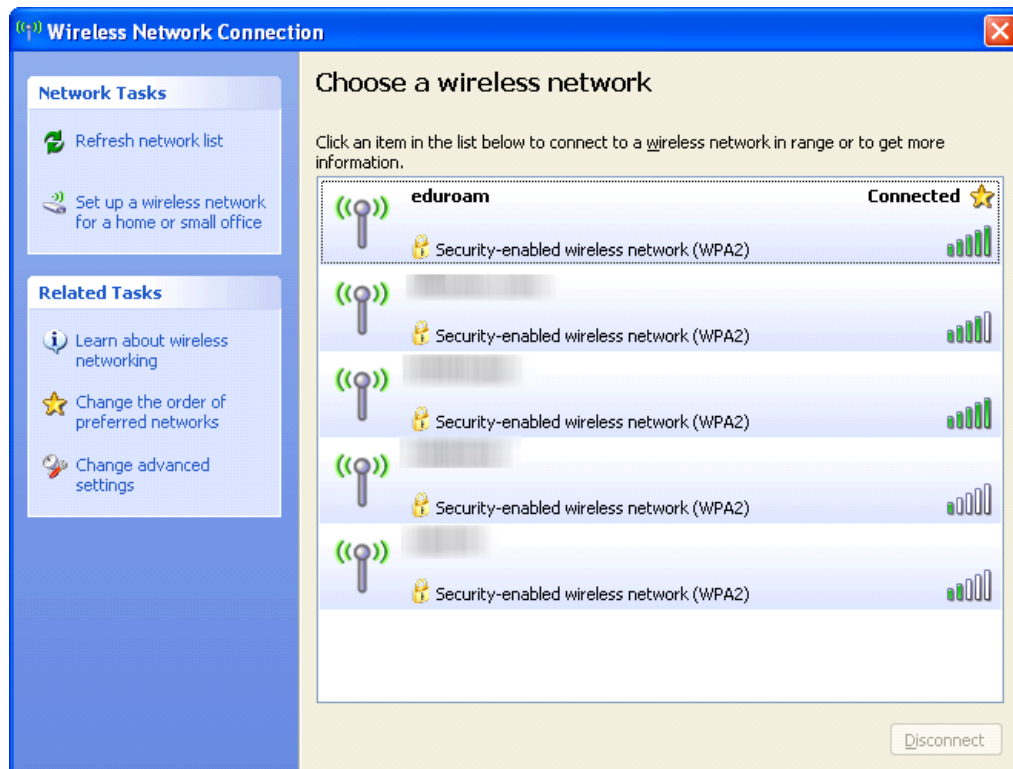 Wireless Network Connection
Network Tasks
Refresh network list
Set up a wireless network
for a home or small office
Related Tasks
Learn about wireless
networking
Change the order of
preferred networks
Change advanced
settings
Choose a wireless network
Click an item in the list below to connect to a wireless network in range or to get more
information.
eduroam Connected
Security-enabled wireless network (WPA2)
Security-enabled wireless network (WPA2)
Security-enabled wireless network (WPA2)
Security-enabled wireless network (WPA2)
Security-enabled wireless network (WPA2)
Disconnect